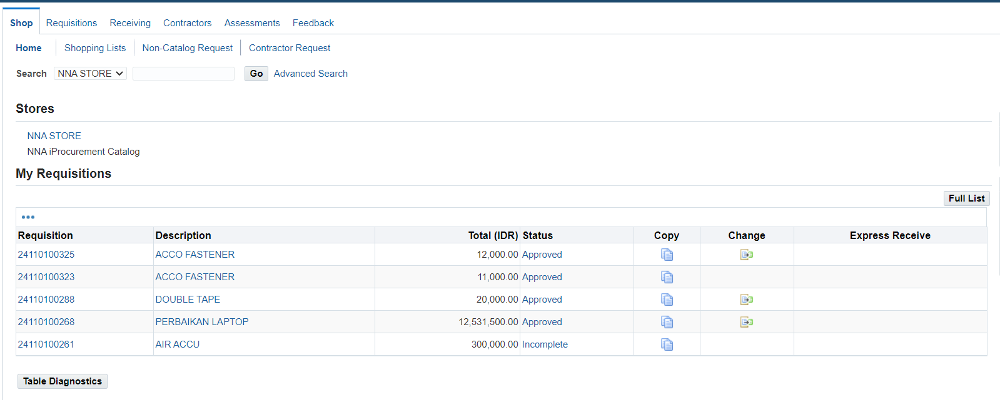 Shop Requisitions Receiving Contractors Assessments Feedback
Home Shopping Lists Non-Catalog Request Contractor Request
Search NNA STORE Go Advanced Search
Stores
NNA STORE
NNA iProcurement Catalog
My Requisitions
Full List
Requisition Description Total (IDR) Status Copy Change Express Receive
24110100325 ACCO FASTENER 12,000.00 Approved
24110100323 ACCO FASTENER 11,000.00 Approved
24110100288 DOUBLE TAPE 20,000.00 Approved
24110100268 PERBAIKAN LAPTOP 12,531,500.00 Approved
24110100261 AIR ACCU 300,000.00 Incomplete
Table Diagnostics